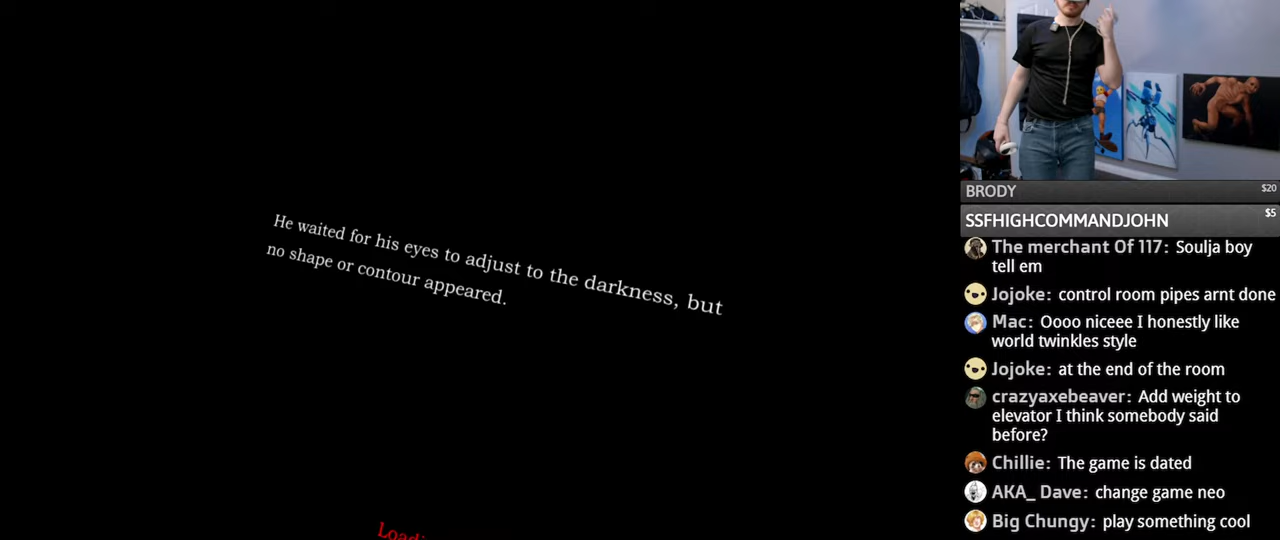 He waited for his eyes to adjust to the darkness, but
no shape or contour appeared.
BRODY $20
SSFHIGHCOMMANDJOHN $5
The merchant Of 117: Soulja boy
tell em
Jojoke: control room pipes arnt done
Mac: Oooo niceee I honestly like
world twinkles style
Jojoke: at the end of the room
crazyaxebeaver: Add weight to
elevator I think somebody said
before?
Chillie: The game is dated
AKA_ Dave: change game neo
Big Chungy: play something cool